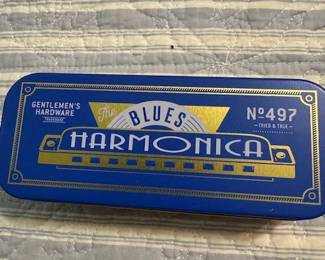 GENTLEMEN'S
HARDWARE
The
BLUES
HARMONICA
Nº497
TRIED & TRUE